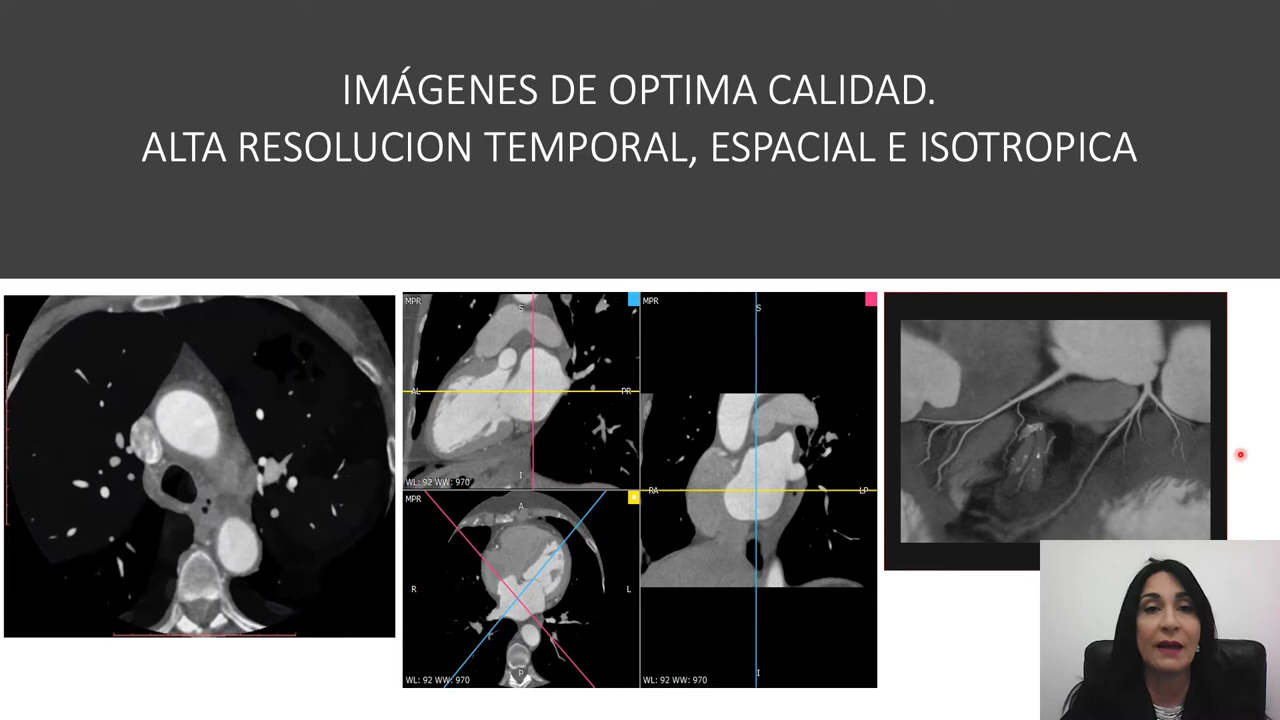 IMÁGENES DE OPTIMA CALIDAD.
ALTA RESOLUCION TEMPORAL, ESPACIAL E ISOTROPICA
MPR
S
AL
PR
I
WL: 92 WW: 970
MPR
A
R
L
P
WL: 92 WW: 970
MPR
S
RA
LP
I
WL: 92 WW: 970